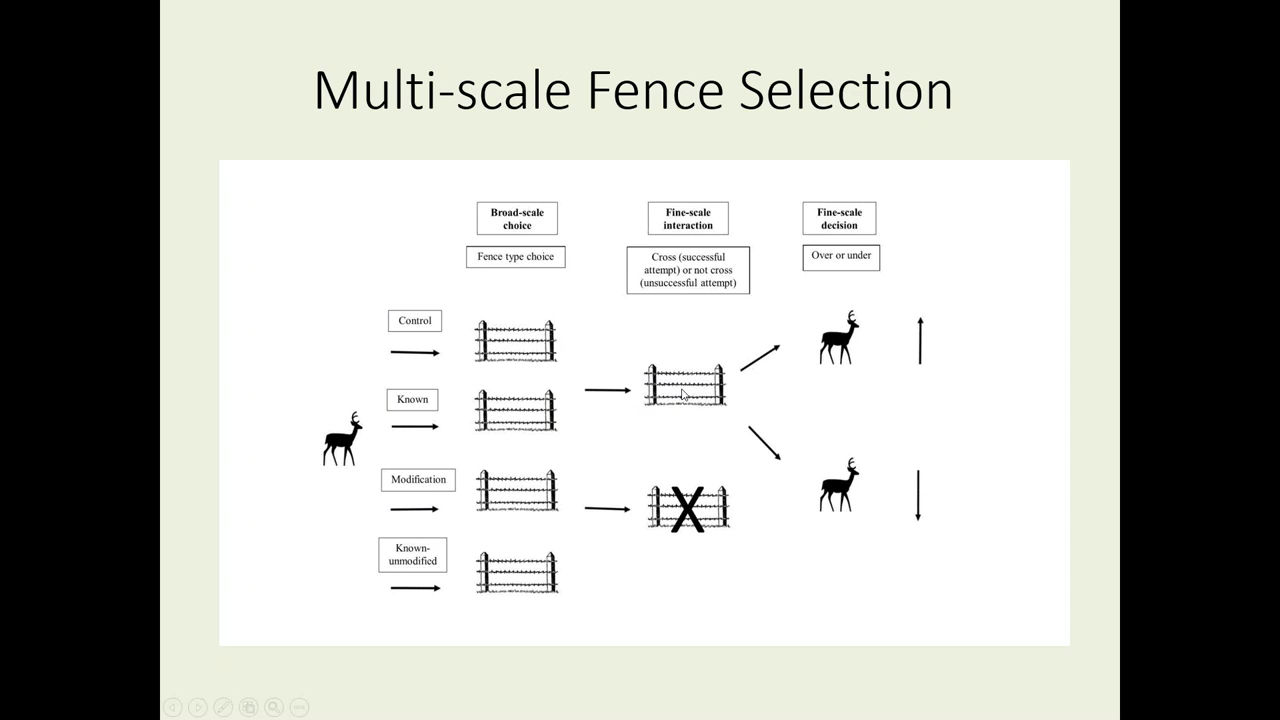 Multi-scale Fence Selection
Broad-scale
choice
Fine-scale
interaction
Fine-scale
decision
Fence type choice
Cross (successful
attempt) or not cross
(unsuccessful attempt)
Over or under
Control
Known
Modification
Known-
unmodified
X